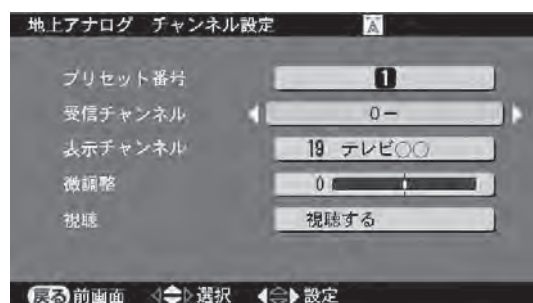 地上アナログ チャンネル設定 A
プリセット番号 1
受信チャンネル 0−
表示チャンネル 19 テレビ○○
微調整 0
視聴 視聴する
戻る 前画面 選択 設定